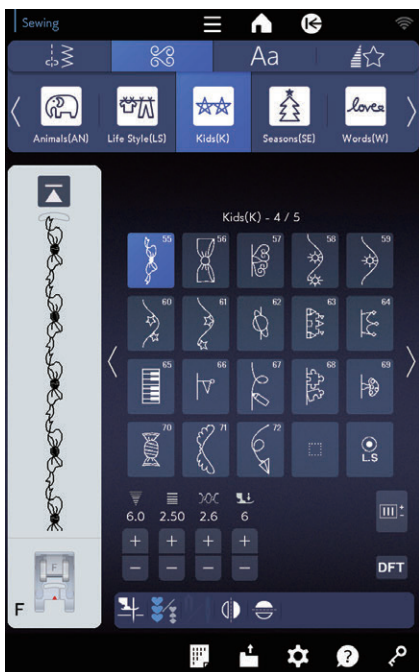 Sewing
Aa
Animals(AN) Life Style(LS) Kids(K) Seasons(SE) Words(W)
love
Kids(K) - 4 / 5
55 56 57 58 59
60 61 62 63 64
65 66 67 68 69
70 71 72 L.S
6.0 2.50 2.6 6
+ + + +
− − − −
DFT
F
F
?